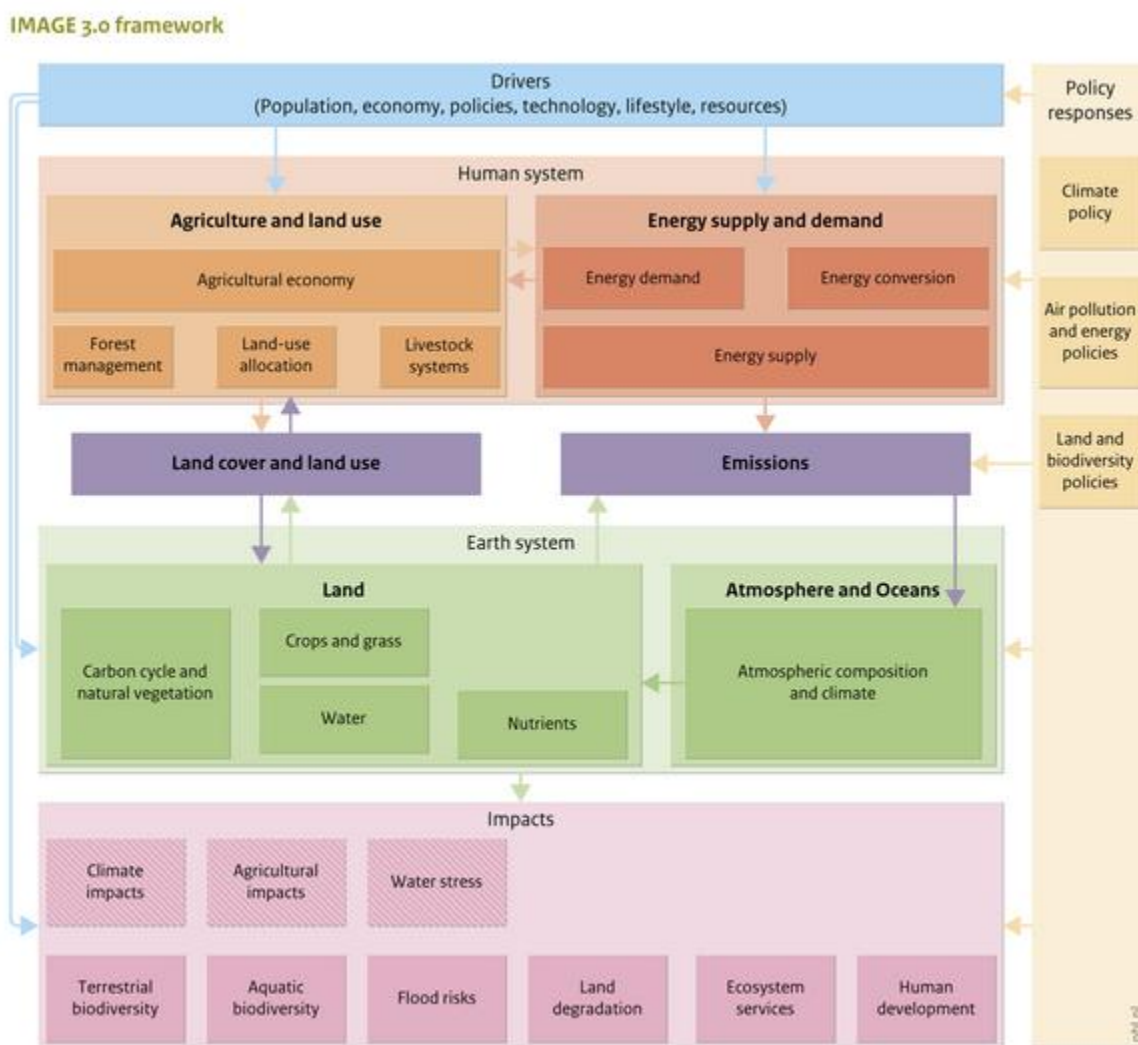 IMAGE 3.0 framework
Drivers
(Population, economy, policies, technology, lifestyle, resources)
Policy
responses
Human system
Climate
policy
Agriculture and land use
Energy supply and demand
Agricultural economy
Energy demand
Energy conversion
Air pollution
and energy
policies
Forest
management
Land-use
allocation
Livestock
systems
Energy supply
Land cover and land use
Emissions
Land and
biodiversity
policies
Earth system
Land
Atmosphere and Oceans
Carbon cycle and
natural vegetation
Crops and grass
Water
Nutrients
Atmospheric composition
and climate
Impacts
Climate
impacts
Agricultural
impacts
Water stress
Terrestrial
biodiversity
Aquatic
biodiversity
Flood risks
Land
degradation
Ecosystem
services
Human
development